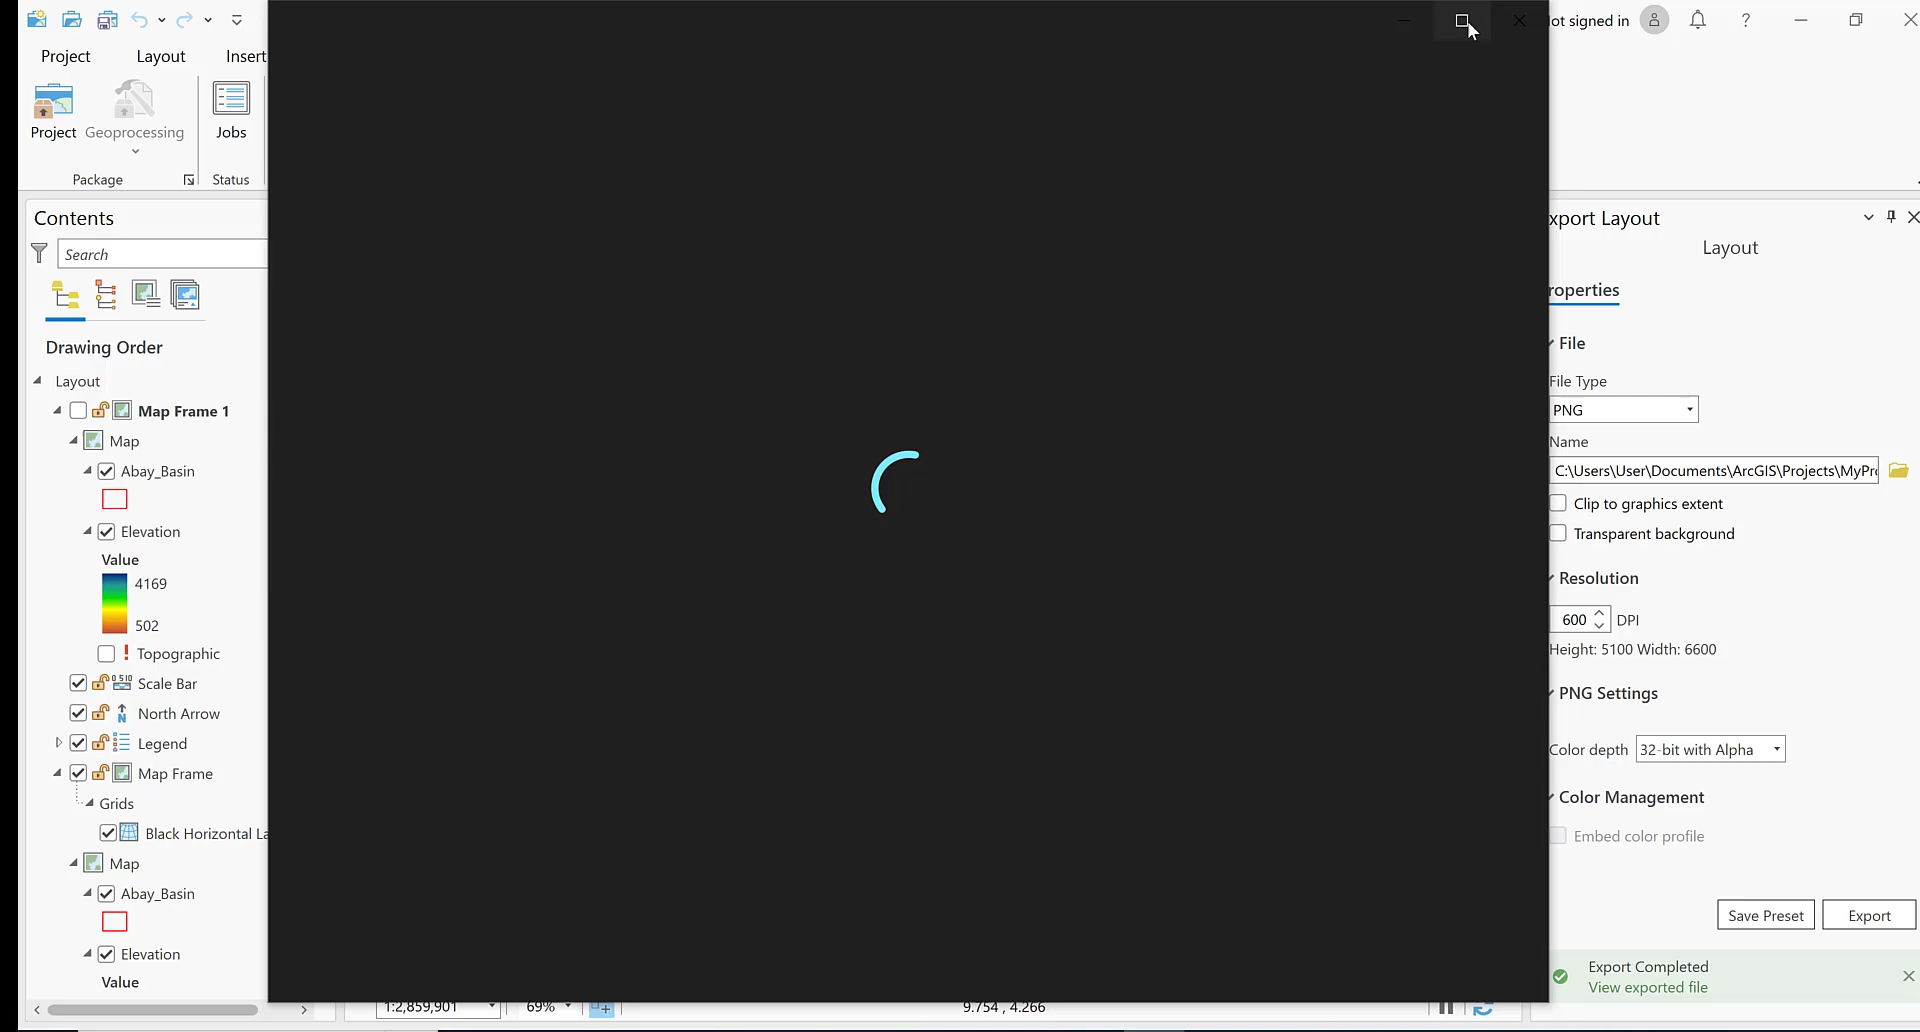 ot signed in
Project Layout Insert
Project Geoprocessing Jobs
Package Status
Contents
Search
Drawing Order
Layout
Map Frame 1
Map
Abay_Basin
Elevation
Value
4169
502
Topographic
Scale Bar
North Arrow
Legend
Map Frame
Grids
Black Horizontal La
Map
Abay_Basin
Elevation
Value
1:2,859,901 69% 9.754 , 4.266
xport Layout
Layout
roperties
File
File Type
PNG
Name
C:\Users\User\Documents\ArcGIS\Projects\MyPr
Clip to graphics extent
Transparent background
Resolution
600 DPI
Height: 5100 Width: 6600
PNG Settings
Color depth 32-bit with Alpha
Color Management
Embed color profile
Save Preset Export
Export Completed
View exported file